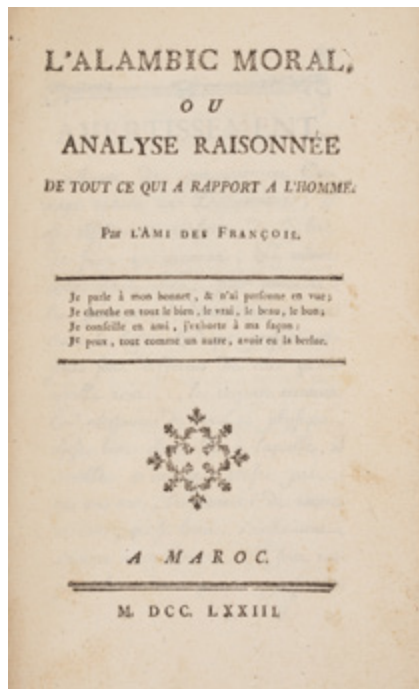 L'ALAMBIC MORAL,
OU
ANALYSE RAISONNÉE
DE TOUT CE QUI A RAPPORT A L'HOMME.
Par L'AMI DES FRANÇOIS.
Je parle à mon bonnet, & n'ai personne en vue;
Je cherche en tout le bien, le vrai, le beau, le bon;
Je conseille en ami, j'exhorte à ma façon;
Je peux, tout comme un autre, avoir eu la berlue.
A MAROC.
M. DCC. LXXIII.